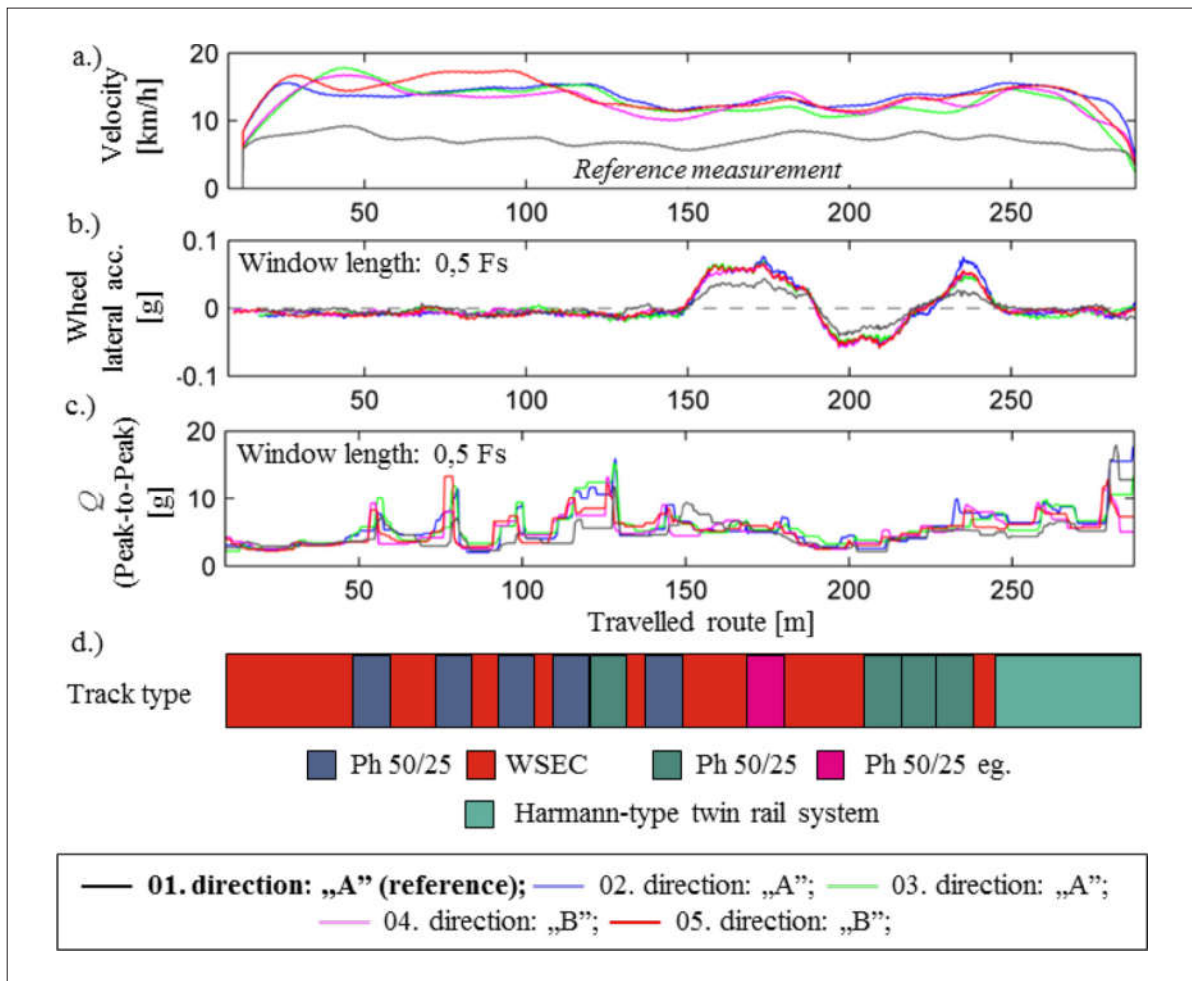 a.)
Velocity
[km/h]
20
10
0
Reference measurement
50 100 150 200 250
b.)
Wheel
lateral acc.
[g]
0.1
0
-0.1
Window length: 0,5 Fs
50 100 150 200 250
c.)
Q
(Peak-to-Peak)
[g]
20
10
0
Window length: 0,5 Fs
50 100 150 200 250
Travelled route [m]
d.)
Track type
Ph 50/25 WSEC Ph 50/25 Ph 50/25 eg.
Harmann-type twin rail system
01. direction: „A” (reference); 02. direction: „A”; 03. direction: „A”;
04. direction: „B”; 05. direction: „B”;